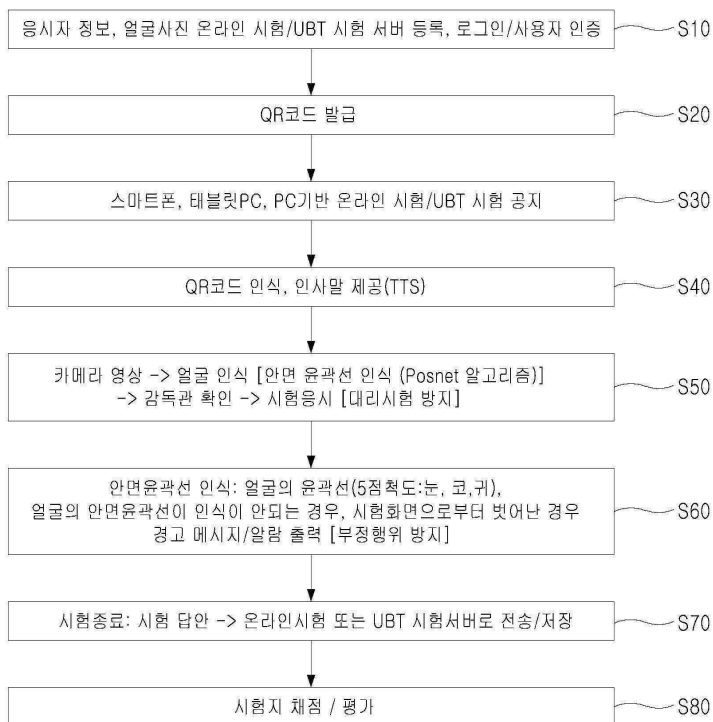 응시자 정보, 얼굴사진 온라인 시험/UBT 시험 서버 등록, 로그인/사용자 인증
S10
QR코드 발급
S20
스마트폰, 태블릿PC, PC기반 온라인 시험/UBT 시험 공지
S30
QR코드 인식, 인사말 제공(TTS)
S40
카메라 영상 -> 얼굴 인식 [안면 윤곽선 인식 (Posnet 알고리즘)]
-> 감독관 확인 -> 시험응시 [대리시험 방지]
S50
안면윤곽선 인식: 얼굴의 윤곽선(5점척도:눈, 코,귀),
얼굴의 안면윤곽선이 인식이 안되는 경우, 시험화면으로부터 벗어난 경우
경고 메시지/알람 출력 [부정행위 방지]
S60
시험종료: 시험 답안 -> 온라인시험 또는 UBT 시험서버로 전송/저장
S70
시험지 채점 / 평가
S80